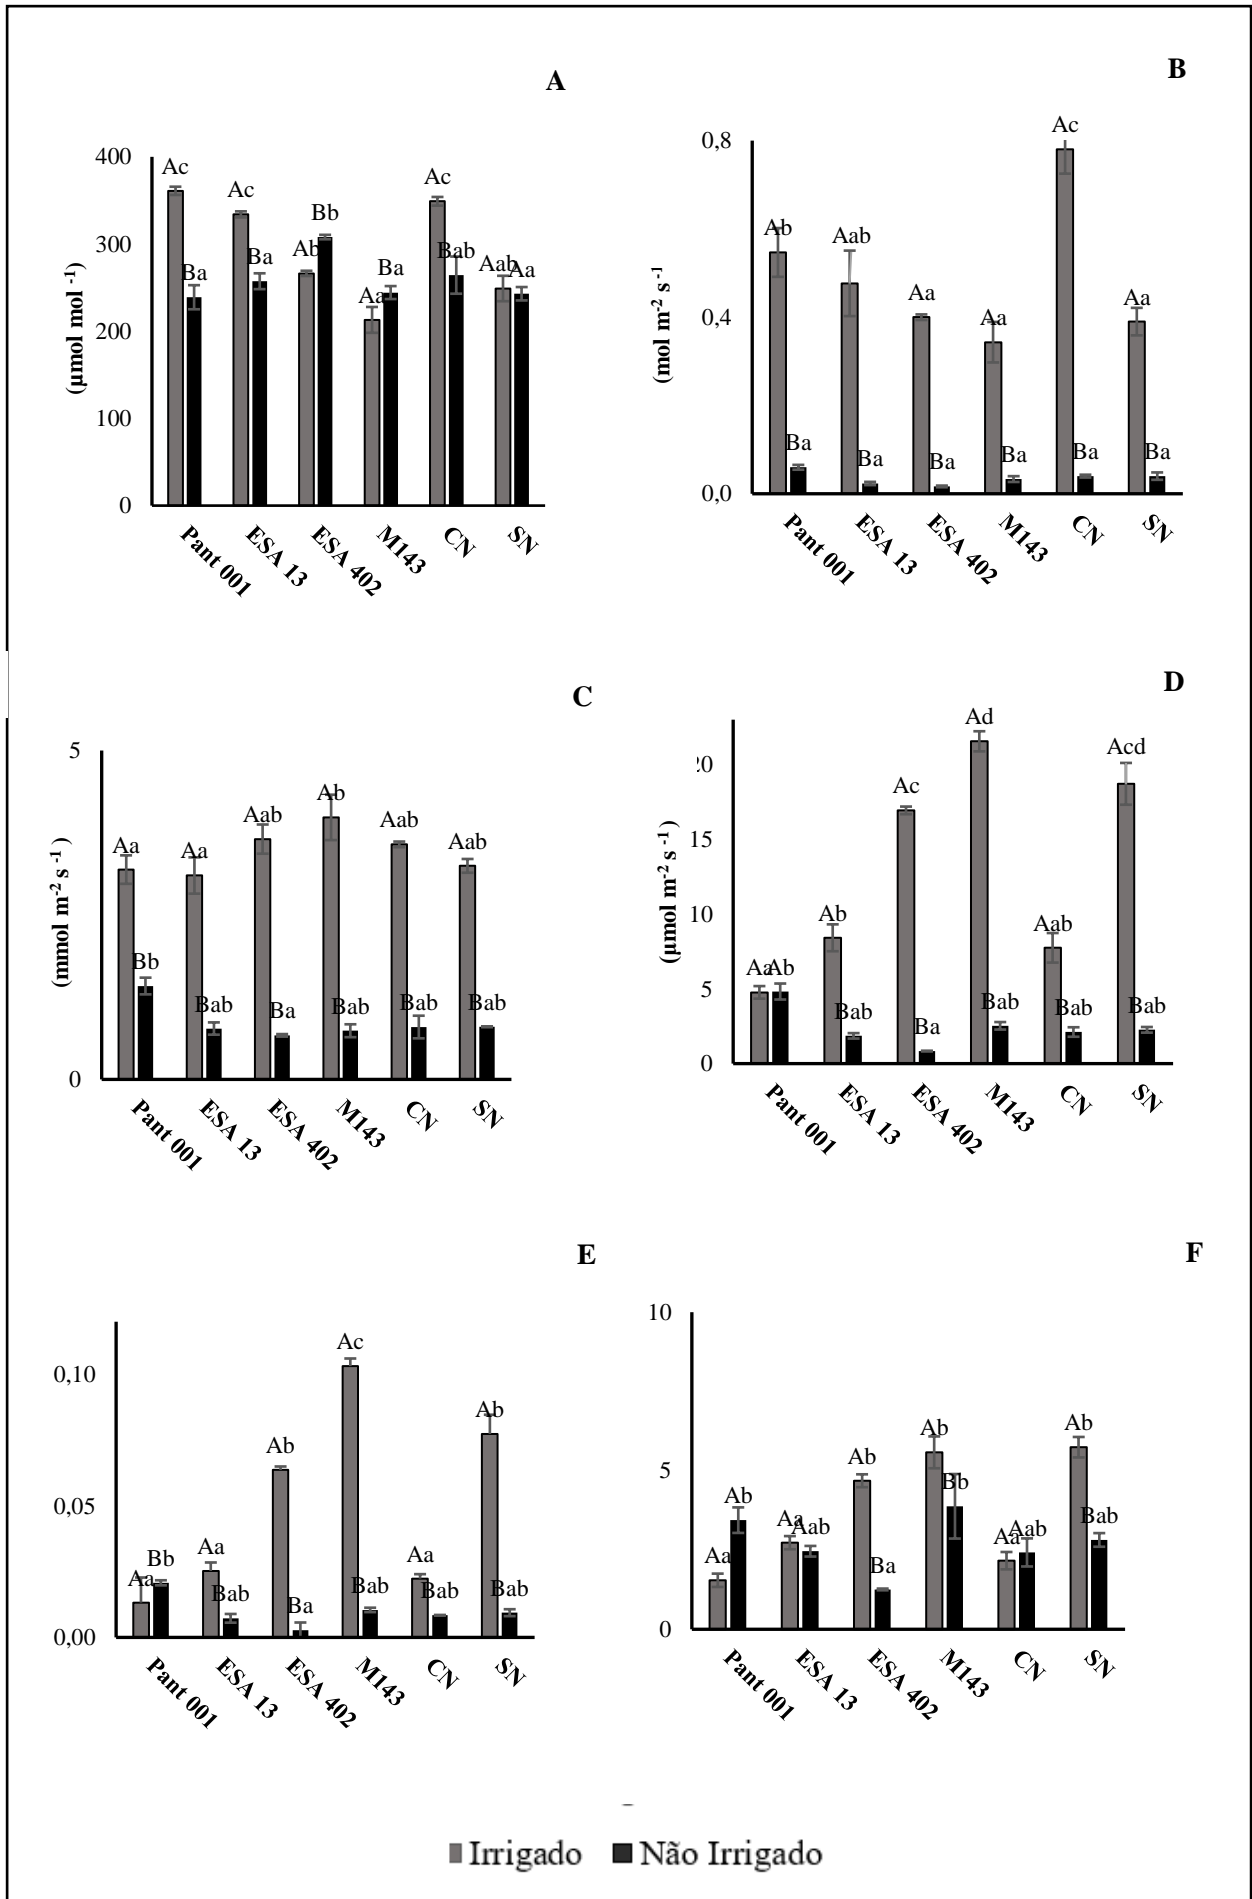 A
B
400
300
200
100
0
(µmol mol -1)
Ac Ac Ab Aa Ac Aab
Ba Ba Bb Ba Bab Aa
Pant 001 ESA 13 ESA 402 M143 CN SN
0,8
0,4
0,0
(mol m-2 s-1
Ab Aab Aa Aa Ac Aa
Ba Ba Ba Ba Ba Ba
Pant 001 ESA 13 ESA 402 M143 CN SN
C
D
5
0
(mmol m-2 s -1 )
Aa Aa Aab Ab Aab Aab
Bb Bab Ba Bab Bab Bab
Pant 001 ESA 13 ESA 402 M143 CN SN
20
15
10
5
0
(µmol m-2 s -1 )
Aa Ab Ac Ad Aab Acd
Ab Bab Ba Bab Bab Bab
Pant 001 ESA 13 ESA 402 M143 CN SN
E
F
0,10
0,05
0,00
Aa Aa Ab Ac Aa Ab
Bb Bab Ba Bab Bab Bab
Pant 001 ESA 13 ESA 402 M143 CN SN
10
5
0
Aa Aa Ab Ab Aa Ab
Ab Aab Ba Bb Aab Bab
Pant 001 ESA 13 ESA 402 M143 CN SN
Irrigado Não Irrigado